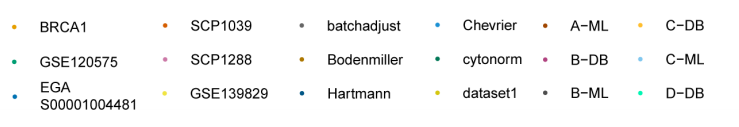 BRCA1 SCP1039 batchadjust Chevrier A−ML C−DB
GSE120575 SCP1288 Bodenmiller cytonorm B−DB C−ML
EGA
S00001004481 GSE139829 Hartmann dataset1 B−ML D−DB